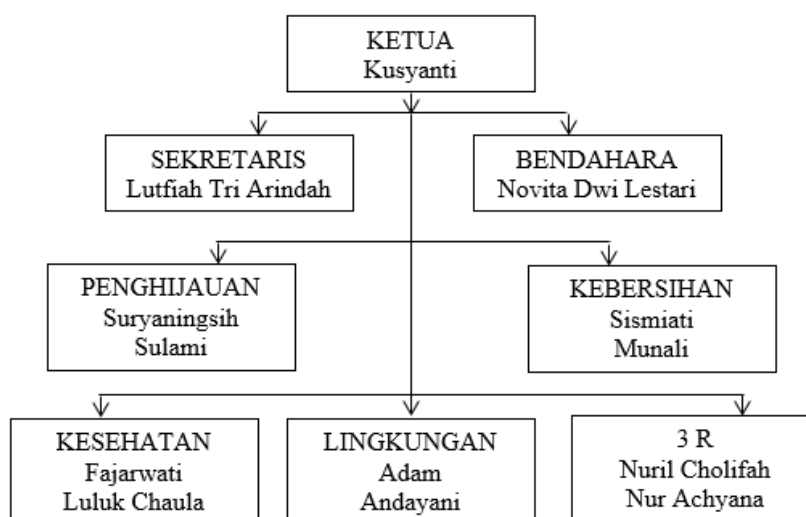 KETUA
Kusyanti
SEKRETARIS
Lutfiah Tri Arindah
BENDAHARA
Novita Dwi Lestari
PENGHIJAUAN
Suryaningsih
Sulami
KEBERSIHAN
Sismiati
Munali
KESEHATAN
Fajarwati
Luluk Chaula
LINGKUNGAN
Adam
Andayani
3 R
Nuril Cholifah
Nur Achyana